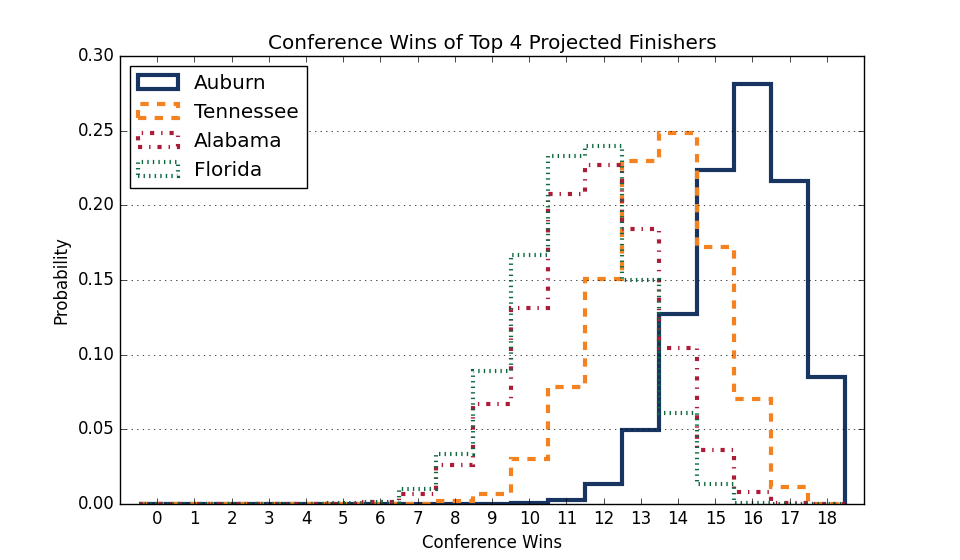 Conference Wins of Top 4 Projected Finishers
0.30
0.25
0.20
0.15
0.10
0.05
0.00
Probability
Auburn
Tennessee
Alabama
Florida
0 1 2 3 4 5 6 7 8 9 10 11 12 13 14 15 16 17 18
Conference Wins